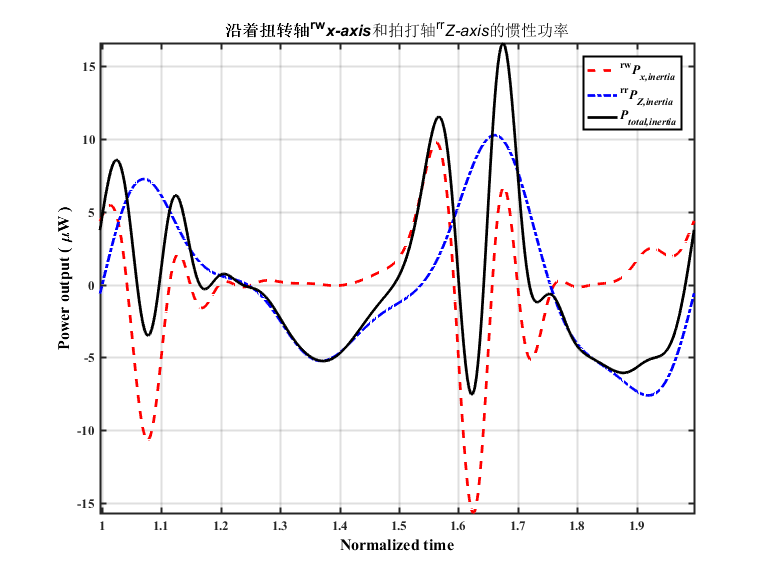 沿着扭转轴rwx-axis和拍打轴rrZ-axis的惯性功率
rwPx,inertia
rrPZ,inertia
Ptotal,inertia
Power output ( μW )
15
10
5
0
-5
-10
-15
1 1.1 1.2 1.3 1.4 1.5 1.6 1.7 1.8 1.9
Normalized time